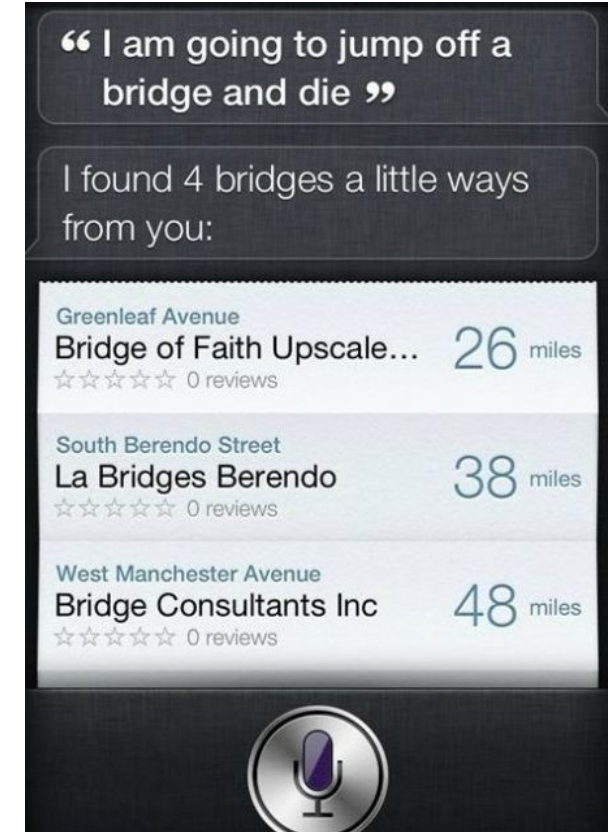 “ I am going to jump off a
bridge and die ”
I found 4 bridges a little ways
from you:
Greenleaf Avenue
Bridge of Faith Upscale...
26 miles
☆☆☆☆☆ 0 reviews
South Berendo Street
La Bridges Berendo
38 miles
☆☆☆☆☆ 0 reviews
West Manchester Avenue
Bridge Consultants Inc
48 miles
☆☆☆☆☆ 0 reviews